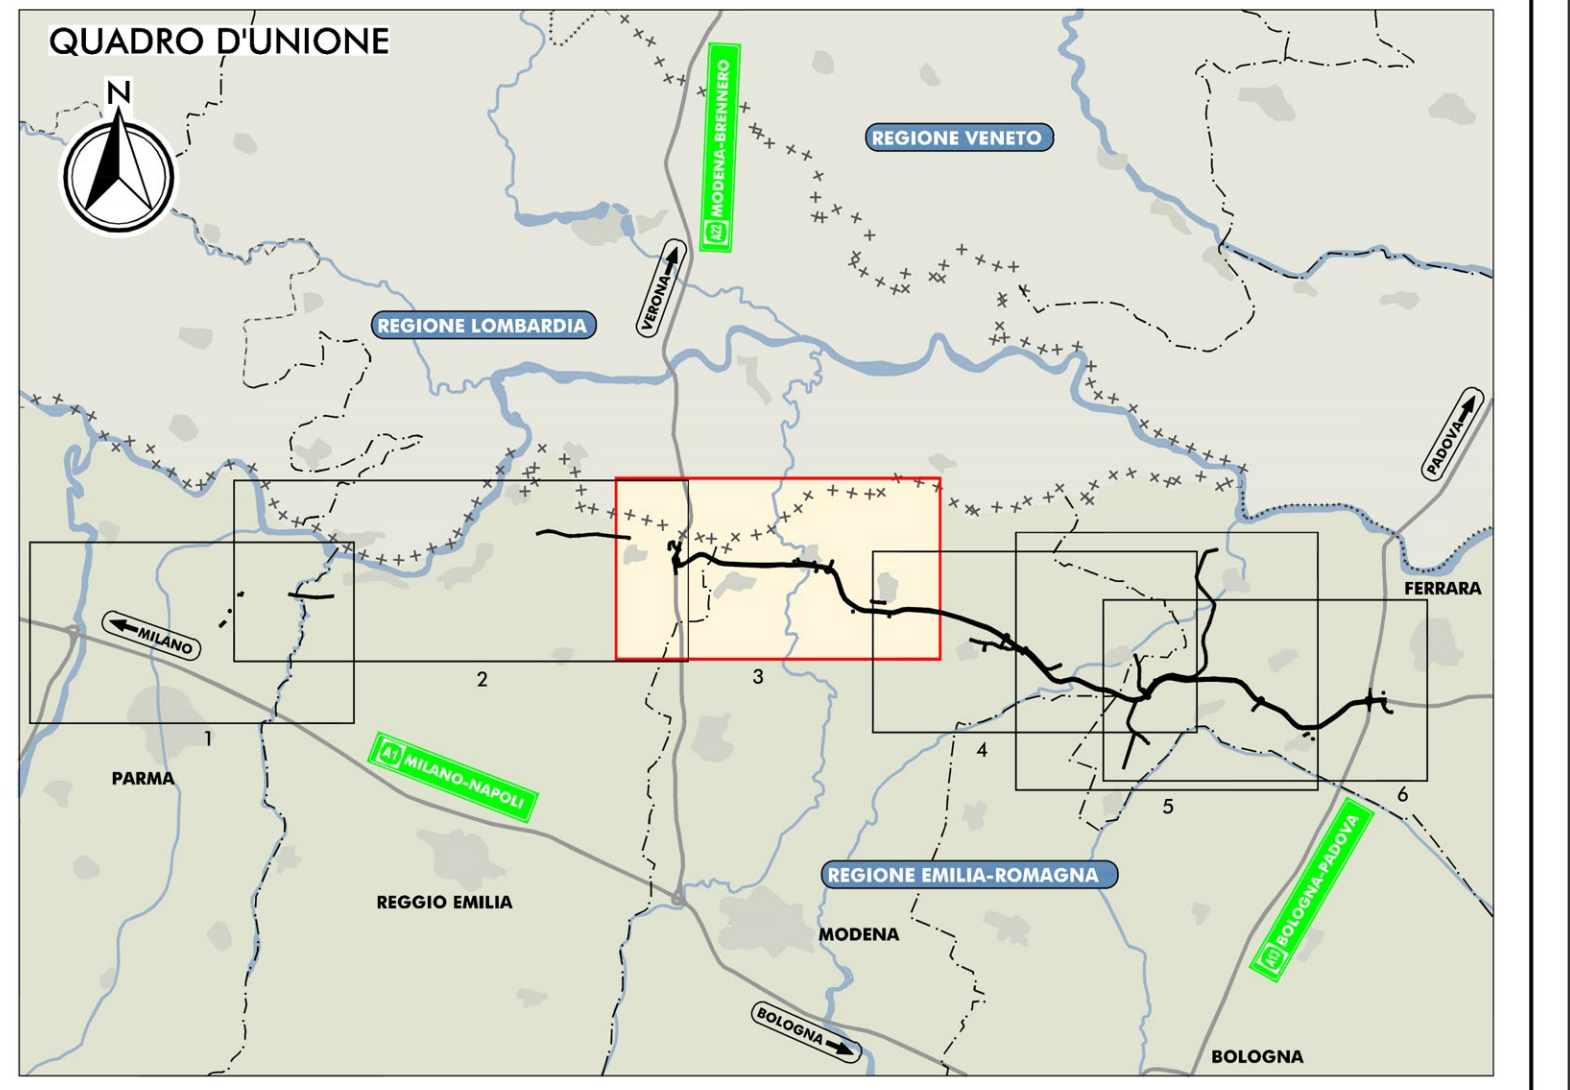 QUADRO D'UNIONE
N
A22 MODENA-BRENNERO
REGIONE VENETO
VERONA
REGIONE LOMBARDIA
PADOVA
MILANO
FERRARA
1
2
3
4
5
6
PARMA
A1 MILANO-NAPOLI
REGGIO EMILIA
REGIONE EMILIA-ROMAGNA
MODENA
A13 BOLOGNA-PADOVA
BOLOGNA
BOLOGNA